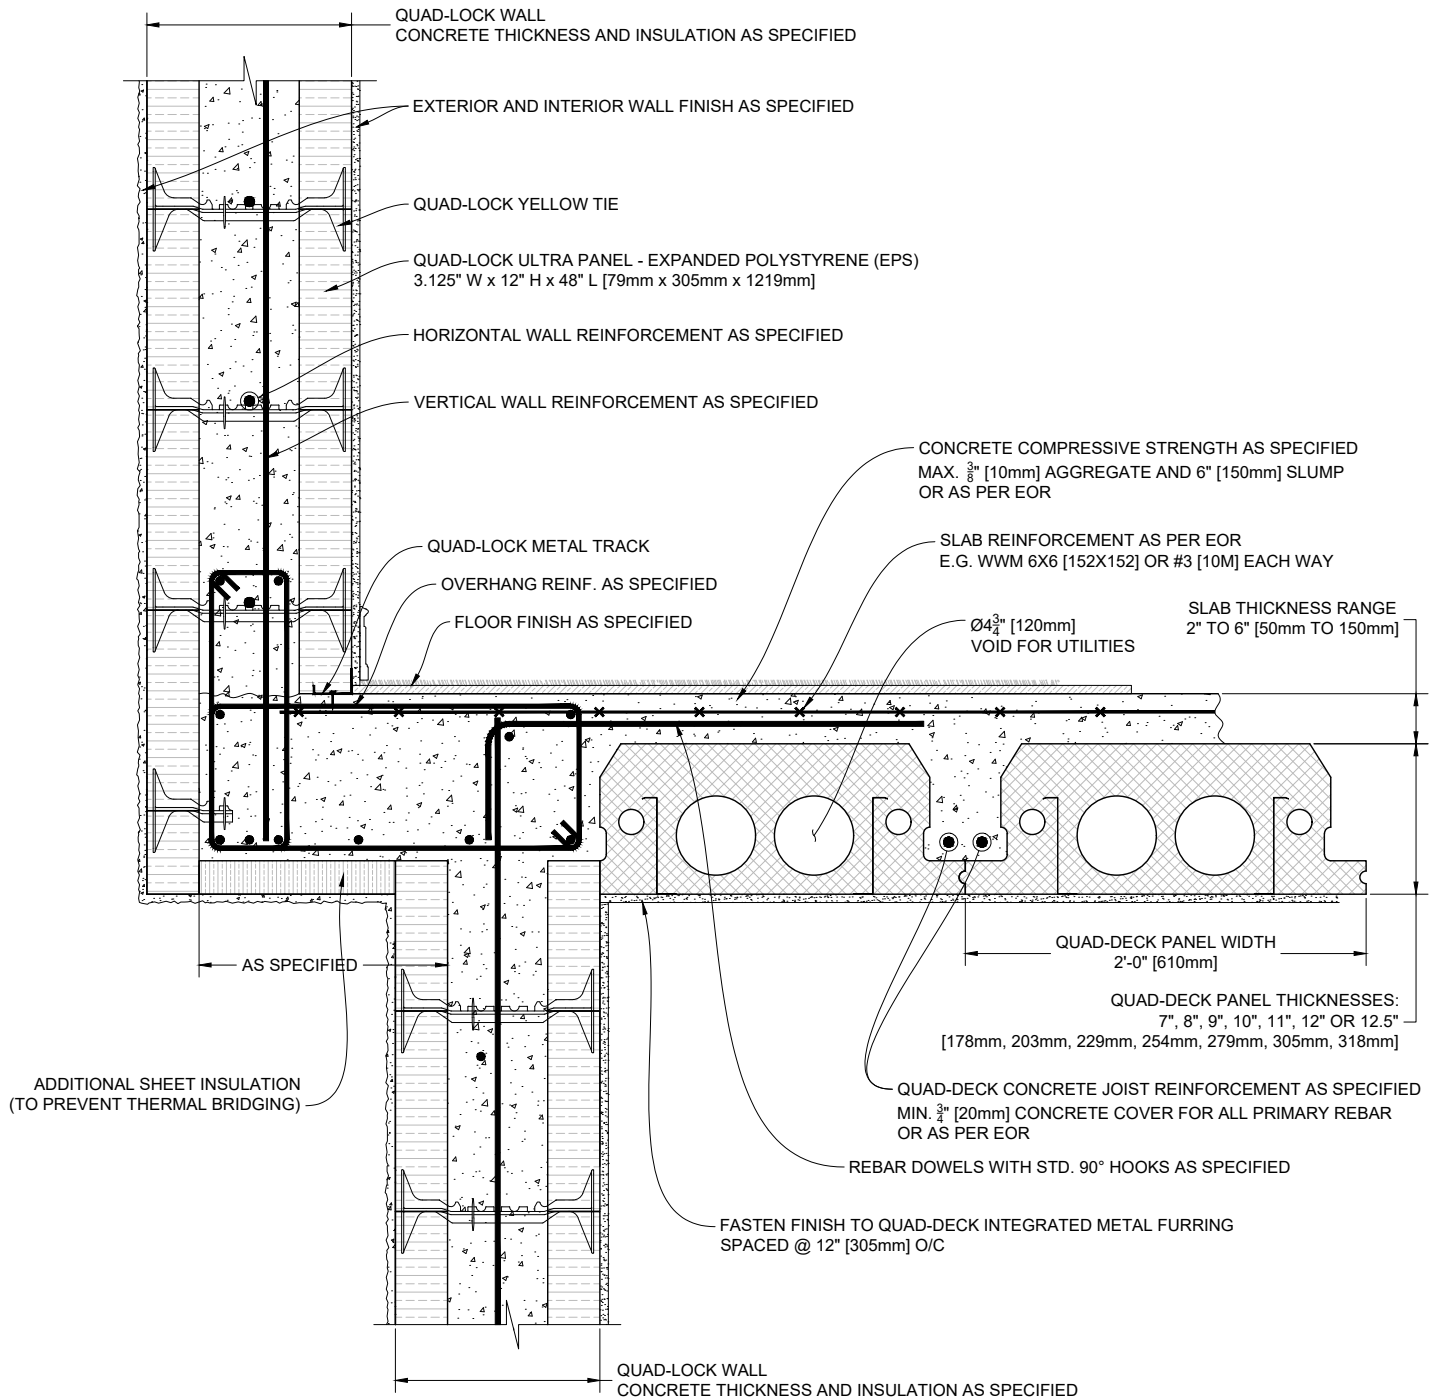 QUAD-LOCK WALL
CONCRETE THICKNESS AND INSULATION AS SPECIFIED
EXTERIOR AND INTERIOR WALL FINISH AS SPECIFIED
QUAD-LOCK YELLOW TIE
QUAD-LOCK ULTRA PANEL - EXPANDED POLYSTYRENE (EPS)
3.125" W x 12" H x 48" L [79mm x 305mm x 1219mm]
HORIZONTAL WALL REINFORCEMENT AS SPECIFIED
VERTICAL WALL REINFORCEMENT AS SPECIFIED
CONCRETE COMPRESSIVE STRENGTH AS SPECIFIED
MAX. 3/8" [10mm] AGGREGATE AND 6" [150mm] SLUMP
OR AS PER EOR
QUAD-LOCK METAL TRACK
OVERHANG REINF. AS SPECIFIED
FLOOR FINISH AS SPECIFIED
SLAB REINFORCEMENT AS PER EOR
E.G. WWM 6X6 [152X152] OR #3 [10M] EACH WAY
Ø4 3/4" [120mm]
VOID FOR UTILITIES
SLAB THICKNESS RANGE
2" TO 6" [50mm TO 150mm]
AS SPECIFIED
QUAD-DECK PANEL WIDTH
2'-0" [610mm]
QUAD-DECK PANEL THICKNESSES:
7", 8", 9", 10", 11", 12" OR 12.5"
[178mm, 203mm, 229mm, 254mm, 279mm, 305mm, 318mm]
ADDITIONAL SHEET INSULATION
(TO PREVENT THERMAL BRIDGING)
QUAD-DECK CONCRETE JOIST REINFORCEMENT AS SPECIFIED
MIN. 3/4" [20mm] CONCRETE COVER FOR ALL PRIMARY REBAR
OR AS PER EOR
REBAR DOWELS WITH STD. 90° HOOKS AS SPECIFIED
FASTEN FINISH TO QUAD-DECK INTEGRATED METAL FURRING
SPACED @ 12" [305mm] O/C
QUAD-LOCK WALL
CONCRETE THICKNESS AND INSULATION AS SPECIFIED